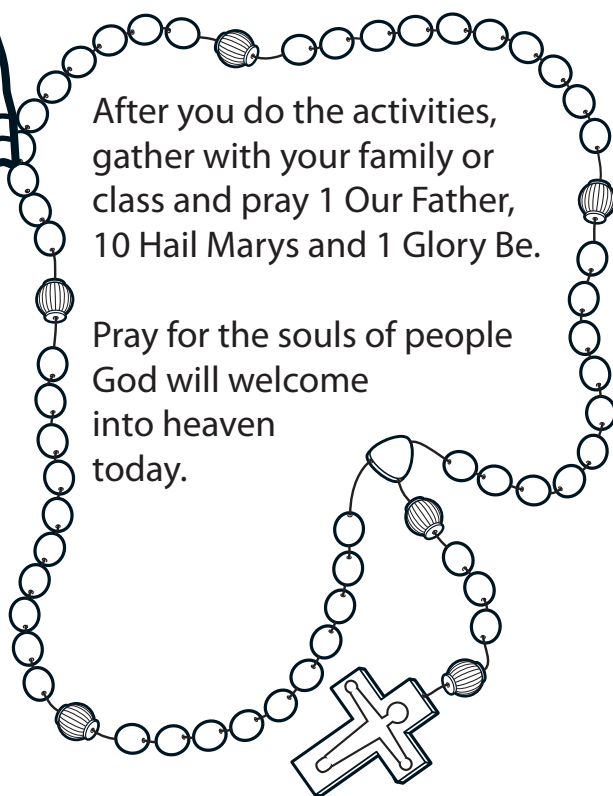 After you do the activities,
gather with your family or
class and pray 1 Our Father,
10 Hail Marys and 1 Glory Be.
Pray for the souls of people
God will welcome
into heaven
today.